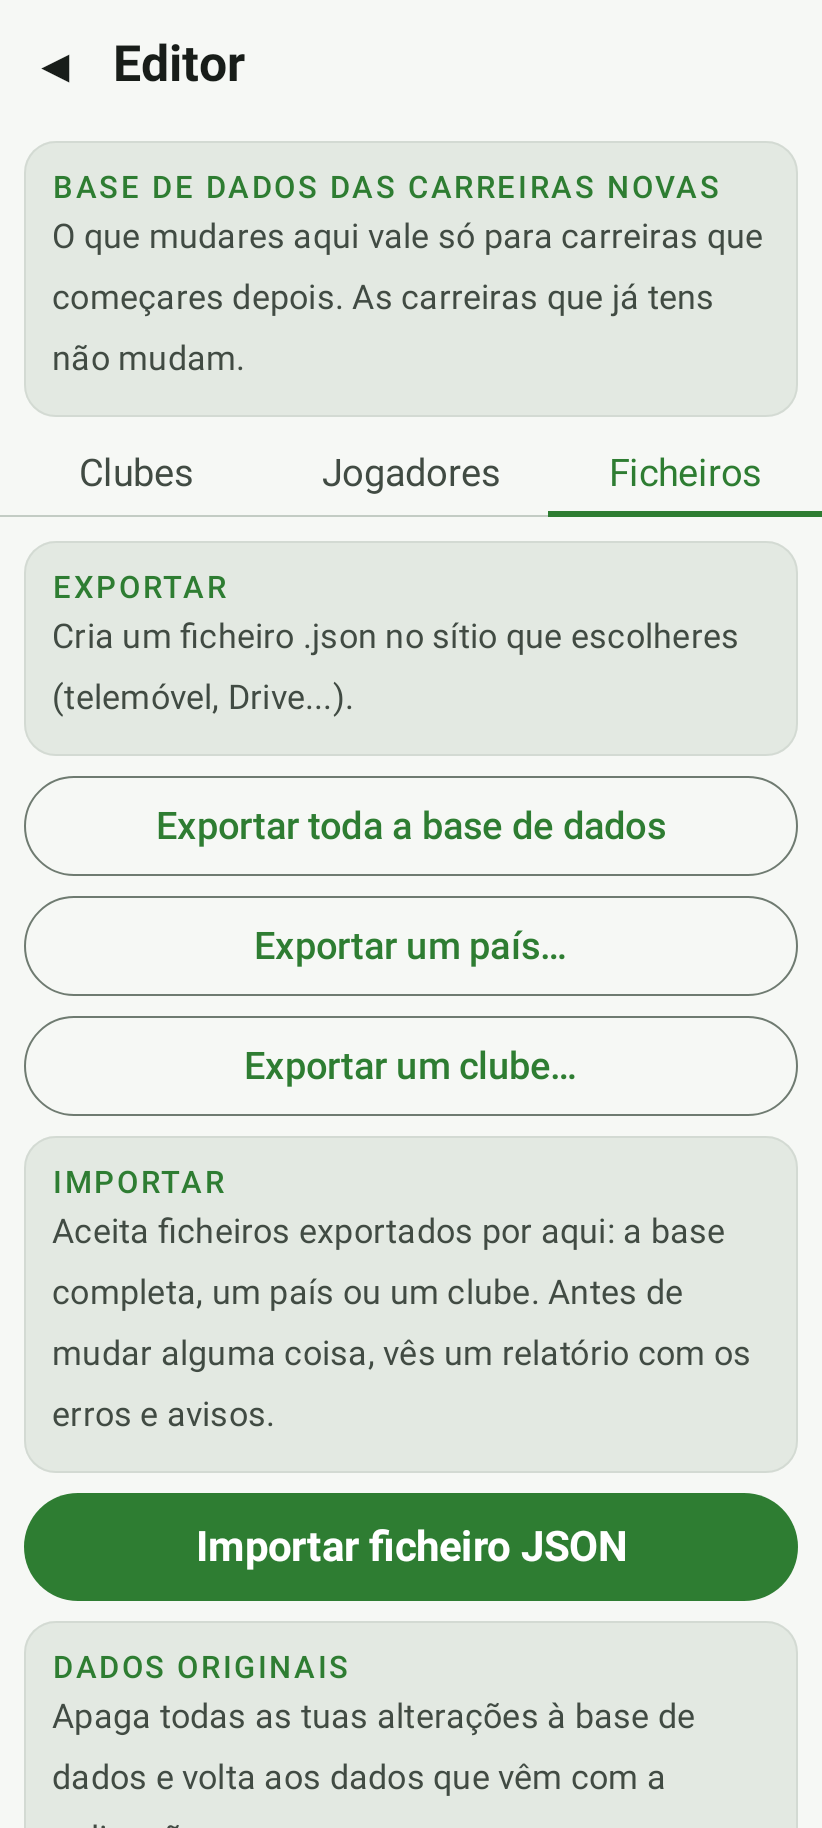 Editor
BASE DE DADOS DAS CARREIRAS NOVAS
O que mudares aqui vale só para carreiras que
começares depois. As carreiras que já tens
não mudam.
Clubes
Jogadores
Ficheiros
EXPORTAR
Cria um ficheiro .json no sítio que escolheres
(telemóvel, Drive...).
Exportar toda a base de dados
Exportar um país…
Exportar um clube…
IMPORTAR
Aceita ficheiros exportados por aqui: a base
completa, um país ou um clube. Antes de
mudar alguma coisa, vês um relatório com os
erros e avisos.
Importar ficheiro JSON
DADOS ORIGINAIS
Apaga todas as tuas alterações à base de
dados e volta aos dados que vêm com a